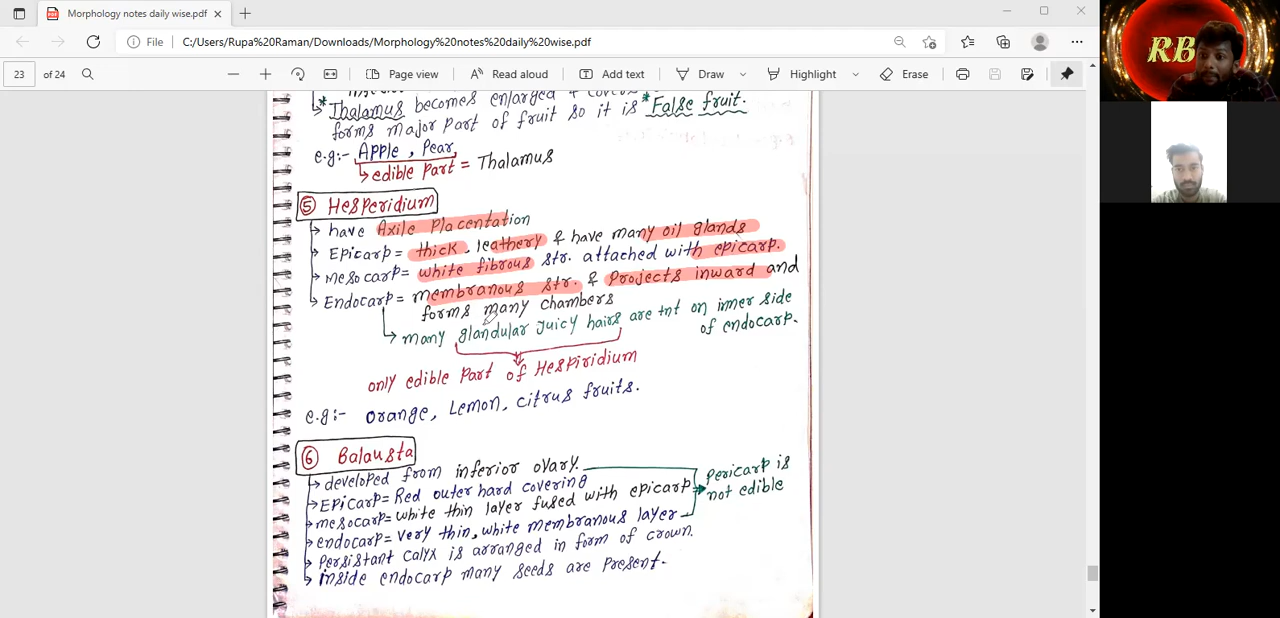 Morphology notes daily wise.pdf
File C:/Users/Rupa%20Raman/Downloads/Morphology%20notes%20daily%20wise.pdf
23 of 24 Page view Read aloud Add text Draw Highlight Erase
RB
*Thalamus becomes enlarged &
forms major part of fruit so it is *False fruit.
e.g:- Apple, Pear
edible part = Thalamus
5 Hesperidium
have Axile Placentation
Epicarp= thick, leathery & have many oil glands
mesocarp= white fibrous str. attached with epicarp.
Endocarp= membranous str. & Projects inward and
forms many chambers
many glandular juicy hairs are tnt on inner side
of endocarp.
only edible Part of Hespiridium
e.g:- orange, Lemon, citrus fruits.
6 Balausta
developed from inferior ovary.
Epicarp= Red outer hard covering
mesocarp= white thin layer fused with epicarp
endocarp= very thin, white membranous layer
Pericarp is
not edible
Persistant calyx is arranged in form of crown.
inside endocarp many seeds are Present.